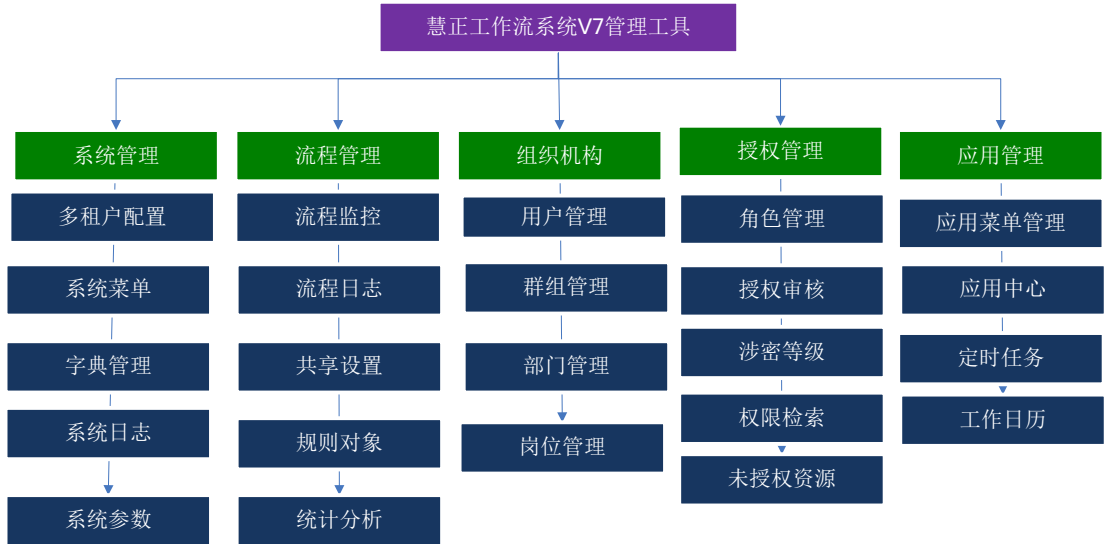 慧正工作流系统V7管理工具
系统管理
多租户配置
系统菜单
字典管理
系统日志
系统参数
流程管理
流程监控
流程日志
共享设置
规则对象
统计分析
组织机构
用户管理
群组管理
部门管理
岗位管理
授权管理
角色管理
授权审核
涉密等级
权限检索
未授权资源
应用管理
应用菜单管理
应用中心
定时任务
工作日历